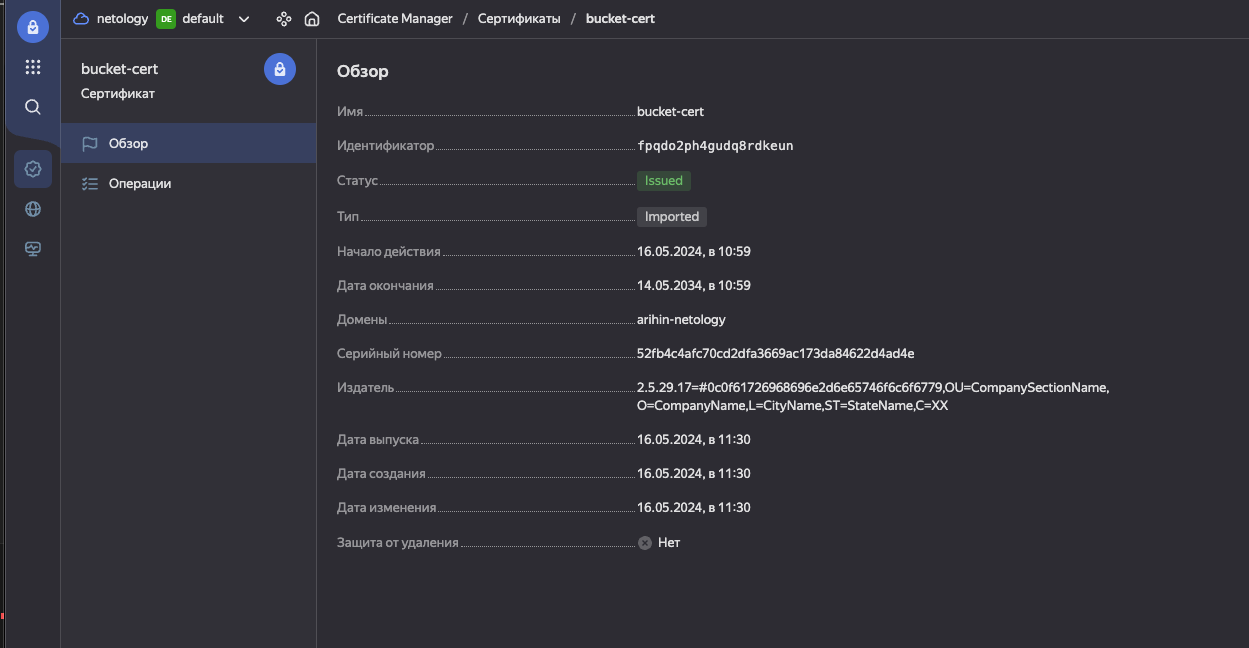 netology DE default Certificate Manager / Сертификаты / bucket-cert
bucket-cert
Сертификат
Обзор
Операции
Обзор
Имя bucket-cert
Идентификатор fpqdo2ph4gudq8rdkeun
Статус Issued
Тип Imported
Начало действия 16.05.2024, в 10:59
Дата окончания 14.05.2034, в 10:59
Домены arihin-netology
Серийный номер 52fb4c4afc70cd2dfa3669ac173da84622d4ad4e
Издатель 2.5.29.17=#0c0f61726968696e2d6e65746f6c6f6779,OU=CompanySectionName,
O=CompanyName,L=CityName,ST=StateName,C=XX
Дата выпуска 16.05.2024, в 11:30
Дата создания 16.05.2024, в 11:30
Дата изменения 16.05.2024, в 11:30
Защита от удаления Нет